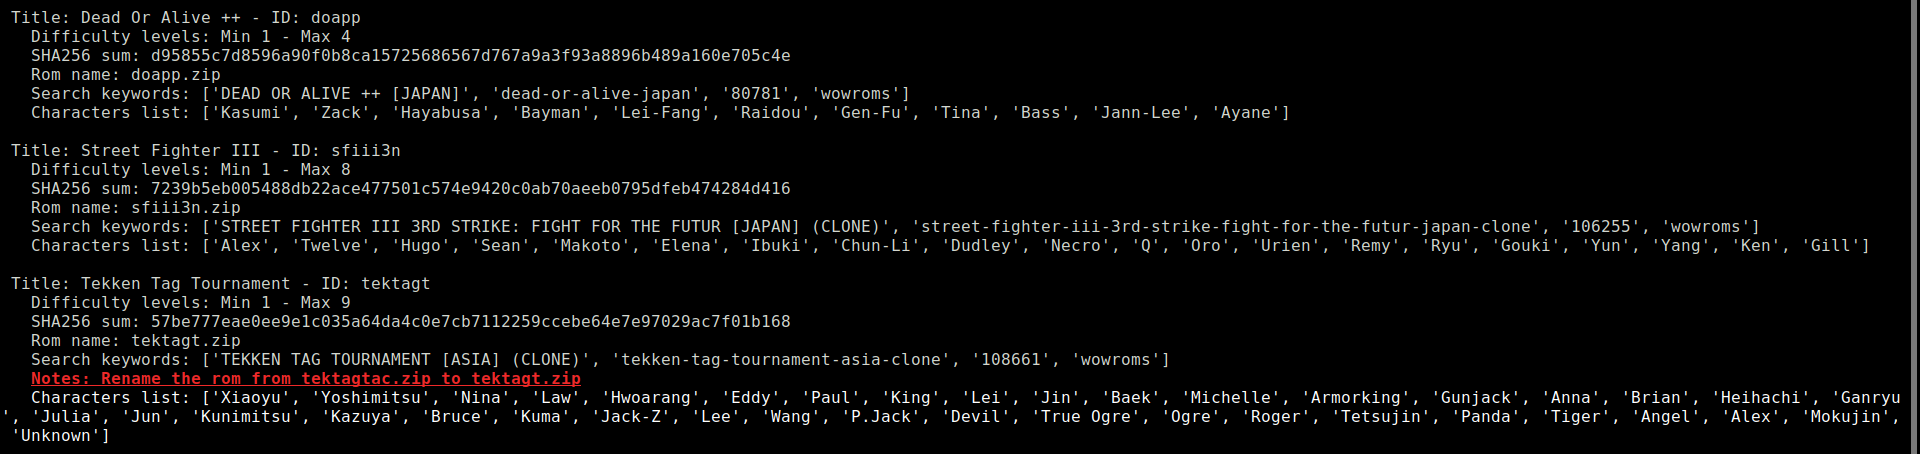 Title: Dead Or Alive ++ - ID: doapp
Difficulty levels: Min 1 - Max 4
SHA256 sum: d95855c7d8596a90f0b8ca15725686567d767a9a3f93a8896b489a160e705c4e
Rom name: doapp.zip
Search keywords: ['DEAD OR ALIVE ++ [JAPAN]', 'dead-or-alive-japan', '80781', 'wowroms']
Characters list: ['Kasumi', 'Zack', 'Hayabusa', 'Bayman', 'Lei-Fang', 'Raidou', 'Gen-Fu', 'Tina', 'Bass', 'Jann-Lee', 'Ayane']
Title: Street Fighter III - ID: sfiii3n
Difficulty levels: Min 1 - Max 8
SHA256 sum: 7239b5eb005488db22ace477501c574e9420c0ab70aeeb0795dfeb474284d416
Rom name: sfiii3n.zip
Search keywords: ['STREET FIGHTER III 3RD STRIKE: FIGHT FOR THE FUTUR [JAPAN] (CLONE)', 'street-fighter-iii-3rd-strike-fight-for-the-futur-japan-clone', '106255', 'wowroms']
Characters list: ['Alex', 'Twelve', 'Hugo', 'Sean', 'Makoto', 'Elena', 'Ibuki', 'Chun-Li', 'Dudley', 'Necro', 'Q', 'Oro', 'Urien', 'Remy', 'Ryu', 'Gouki', 'Yun', 'Yang', 'Ken', 'Gill']
Title: Tekken Tag Tournament - ID: tektagt
Difficulty levels: Min 1 - Max 9
SHA256 sum: 57be777eae0ee9e1c035a64da4c0e7cb7112259ccebe64e7e97029ac7f01b168
Rom name: tektagt.zip
Search keywords: ['TEKKEN TAG TOURNAMENT [ASIA] (CLONE)', 'tekken-tag-tournament-asia-clone', '108661', 'wowroms']
Notes: Rename the rom from tektagtac.zip to tektagt.zip
Characters list: ['Xiaoyu', 'Yoshimitsu', 'Nina', 'Law', 'Hwoarang', 'Eddy', 'Paul', 'King', 'Lei', 'Jin', 'Baek', 'Michelle', 'Armorking', 'Gunjack', 'Anna', 'Brian', 'Heihachi', 'Ganryu
', 'Julia', 'Jun', 'Kunimitsu', 'Kazuya', 'Bruce', 'Kuma', 'Jack-Z', 'Lee', 'Wang', 'P.Jack', 'Devil', 'True Ogre', 'Ogre', 'Roger', 'Tetsujin', 'Panda', 'Tiger', 'Angel', 'Alex', 'Mokujin',
'Unknown']